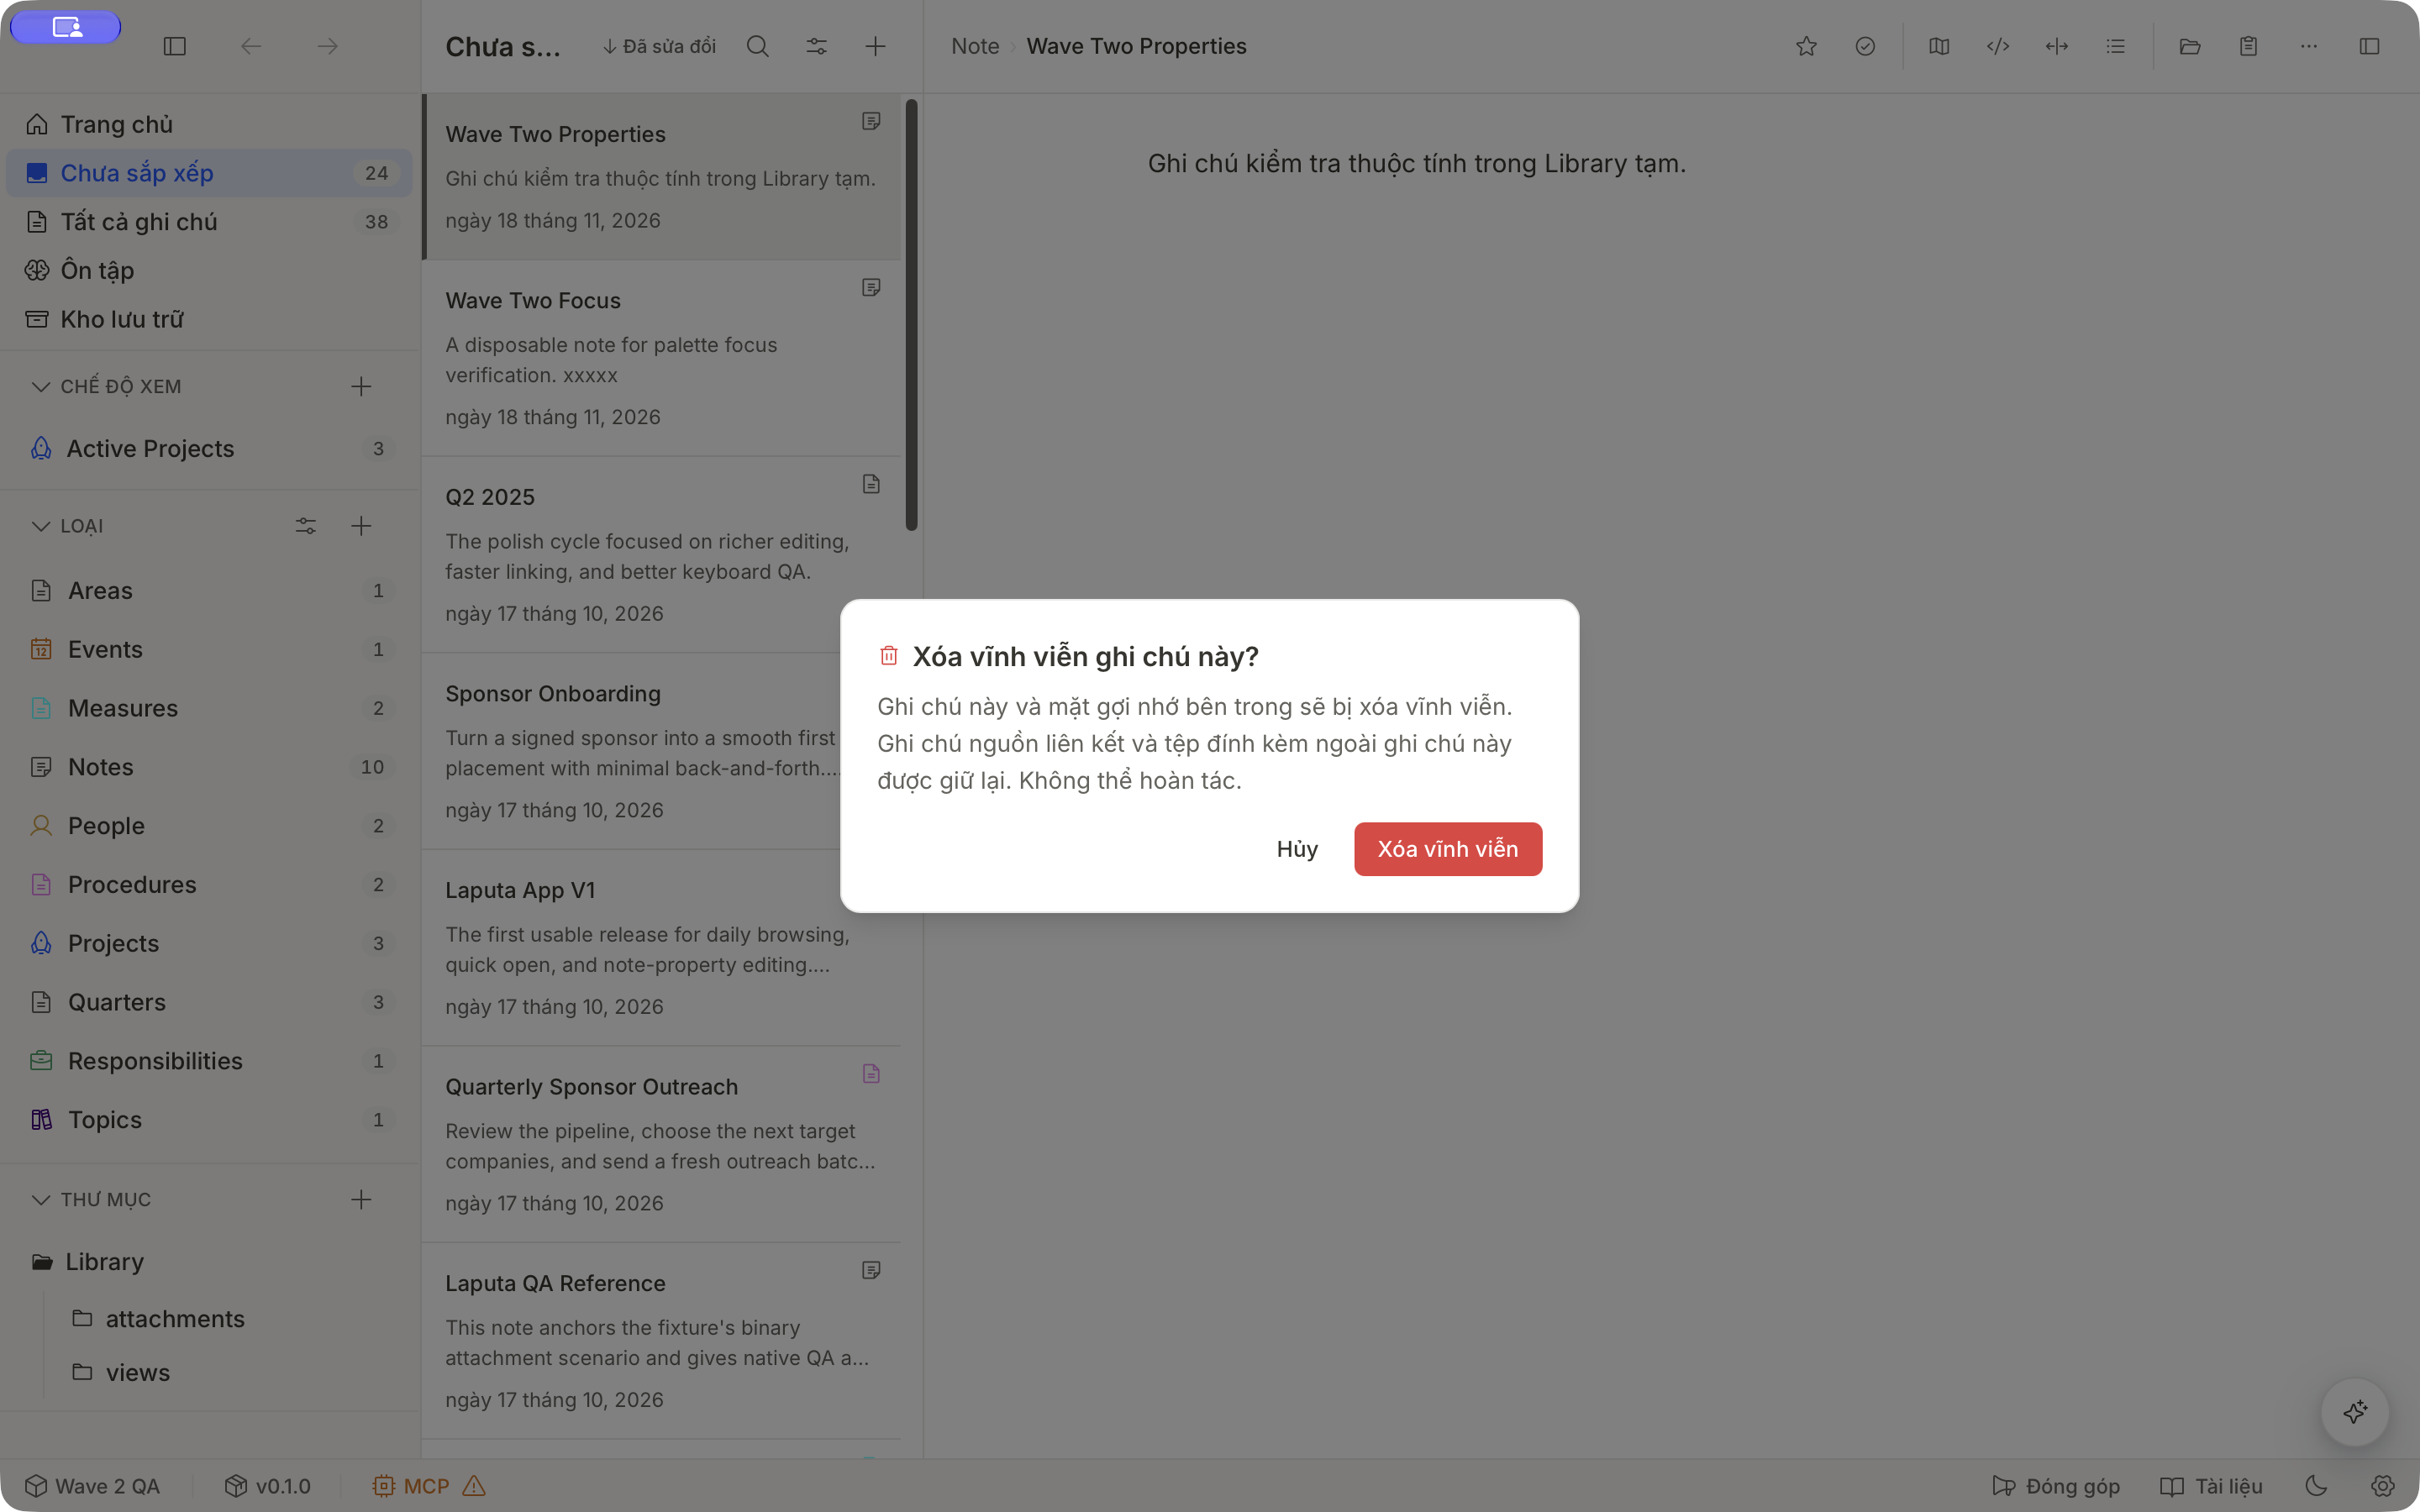 Chưa s...
Đã sửa đổi
Note › Wave Two Properties
Trang chủ
Chưa sắp xếp 24
Tất cả ghi chú 38
Ôn tập
Kho lưu trữ
CHẾ ĐỘ XEM
Active Projects 3
LOẠI
Areas 1
Events 1
Measures 2
Notes 10
People 2
Procedures 2
Projects 3
Quarters 3
Responsibilities 1
Topics 1
THƯ MỤC
Library
attachments
views
Wave Two Properties
Ghi chú kiểm tra thuộc tính trong Library tạm.
ngày 18 tháng 11, 2026
Wave Two Focus
A disposable note for palette focus
verification. xxxxx
ngày 18 tháng 11, 2026
Q2 2025
The polish cycle focused on richer editing,
faster linking, and better keyboard QA.
ngày 17 tháng 10, 2026
Sponsor Onboarding
Turn a signed sponsor into a smooth first
placement with minimal back-and-forth....
ngày 17 tháng 10, 2026
Laputa App V1
The first usable release for daily browsing,
quick open, and note-property editing....
ngày 17 tháng 10, 2026
Quarterly Sponsor Outreach
Review the pipeline, choose the next target
companies, and send a fresh outreach batc...
ngày 17 tháng 10, 2026
Laputa QA Reference
This note anchors the fixture's binary
attachment scenario and gives native QA a...
ngày 17 tháng 10, 2026
Ghi chú kiểm tra thuộc tính trong Library tạm.
Xóa vĩnh viễn ghi chú này?
Ghi chú này và mặt gợi nhớ bên trong sẽ bị xóa vĩnh viễn.
Ghi chú nguồn liên kết và tệp đính kèm ngoài ghi chú này
được giữ lại. Không thể hoàn tác.
Hủy
Xóa vĩnh viễn
Wave 2 QA
v0.1.0
MCP
Đóng góp
Tài liệu